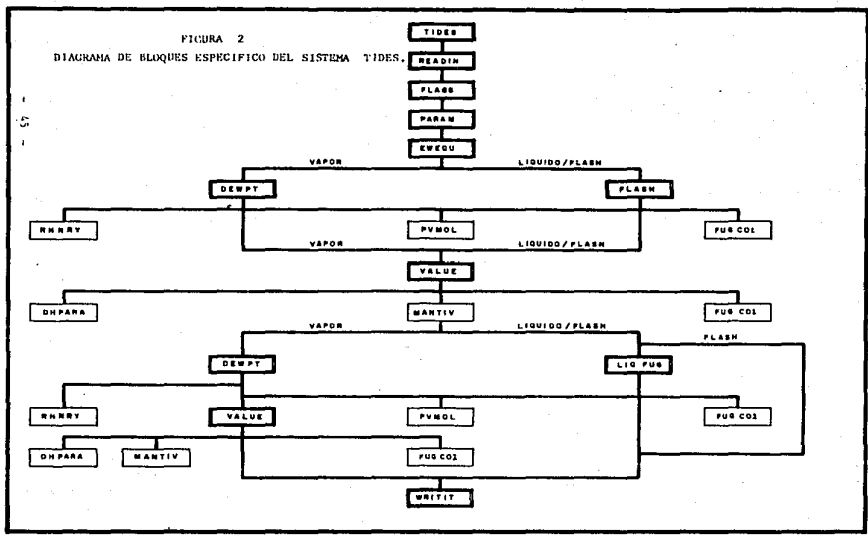 FIGURA 2
DIAGRAMA DE BLOQUES ESPECIFICO DEL SISTEMA TIDES.
- 45 -
TIDES
READIN
FLAGS
PARAM
EWEQU
VAPOR
LIQUIDO/FLASH
DEWPT
FLASH
RHNRY
PVMOL
FUGCO1
VAPOR
LIQUIDO/FLASH
VALUE
DHPARA
MANTIV
FUGCO1
VAPOR
LIQUIDO/FLASH
FLASH
DEWPT
LIQ FUG
RHNRY
VALUE
PVMOL
FUGCO1
DHPARA
MANTIV
FUGCO1
WRITIT